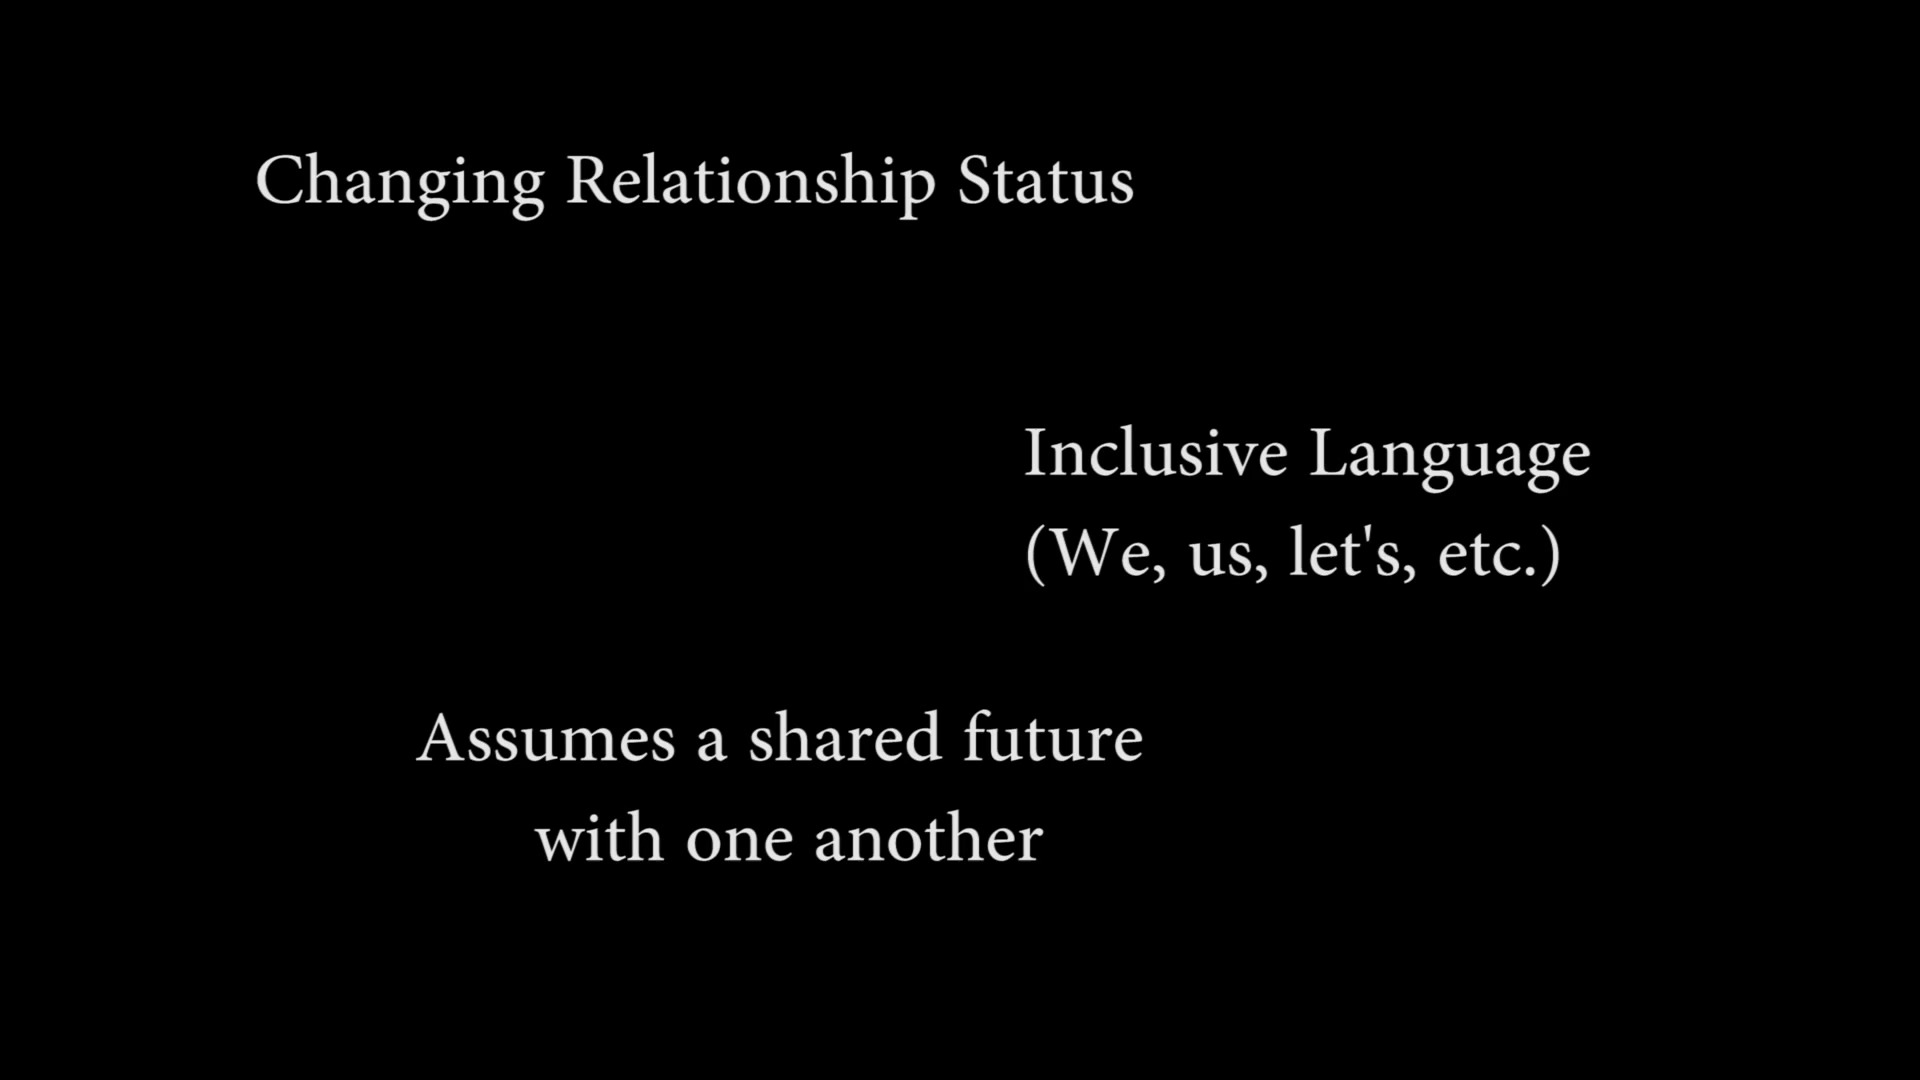 Changing Relationship Status
Inclusive Language
(We, us, let's, etc.)
Assumes a shared future
with one another